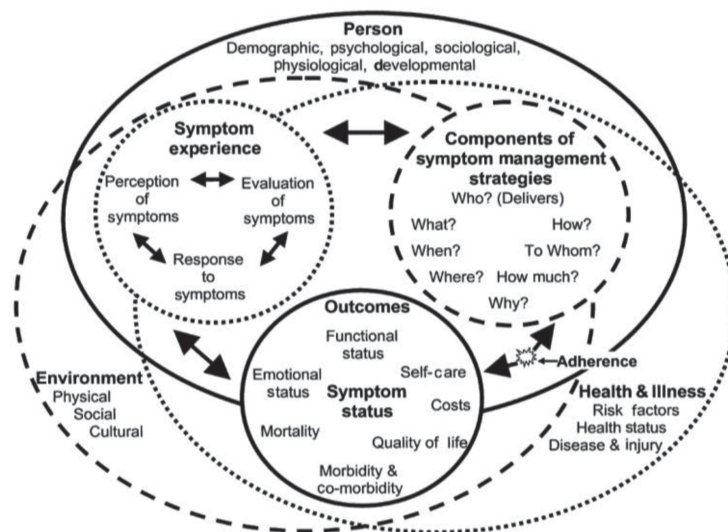 Person
Demographic, psychological, sociological,
physiological, developmental
Symptom
experience
Perception
of
symptoms
Evaluation
of
symptoms
Response
to
symptoms
Components of
symptom management
strategies
Who? (Delivers)
What?
How?
When?
To Whom?
Where?
How much?
Why?
Outcomes
Functional
status
Emotional
status
Self-care
Symptom
status
Costs
Mortality
Quality of life
Morbidity &
co-morbidity
Adherence
Environment
Physical
Social
Cultural
Health & Illness
Risk factors
Health status
Disease & injury